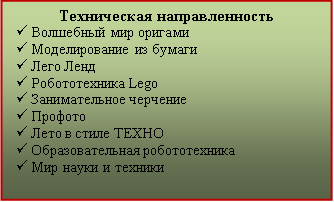 Техническая направленность
✓ Волшебный мир оригами
✓ Моделирование из бумаги
✓ Лего Ленд
✓ Робототехника Lego
✓ Занимательное черчение
✓ Профото
✓ Лето в стиле ТЕХНО
✓ Образовательная робототехника
✓ Мир науки и техники